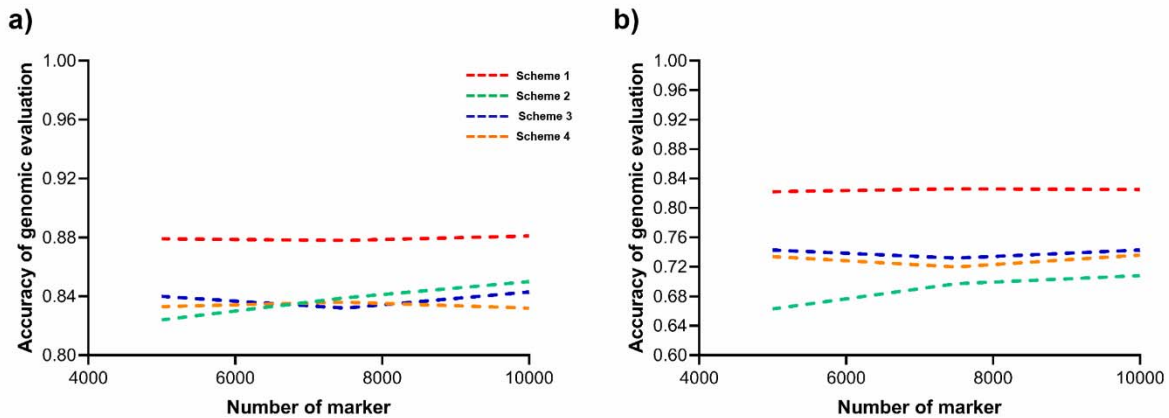 a)
Accuracy of genomic evaluation
1.00
0.96
0.92
0.88
0.84
0.80
4000
6000
8000
10000
Number of marker
Scheme 1
Scheme 2
Scheme 3
Scheme 4
b)
Accuracy of genomic evaluation
1.00
0.96
0.92
0.88
0.84
0.80
0.76
0.72
0.68
0.64
0.60
4000
6000
8000
10000
Number of marker